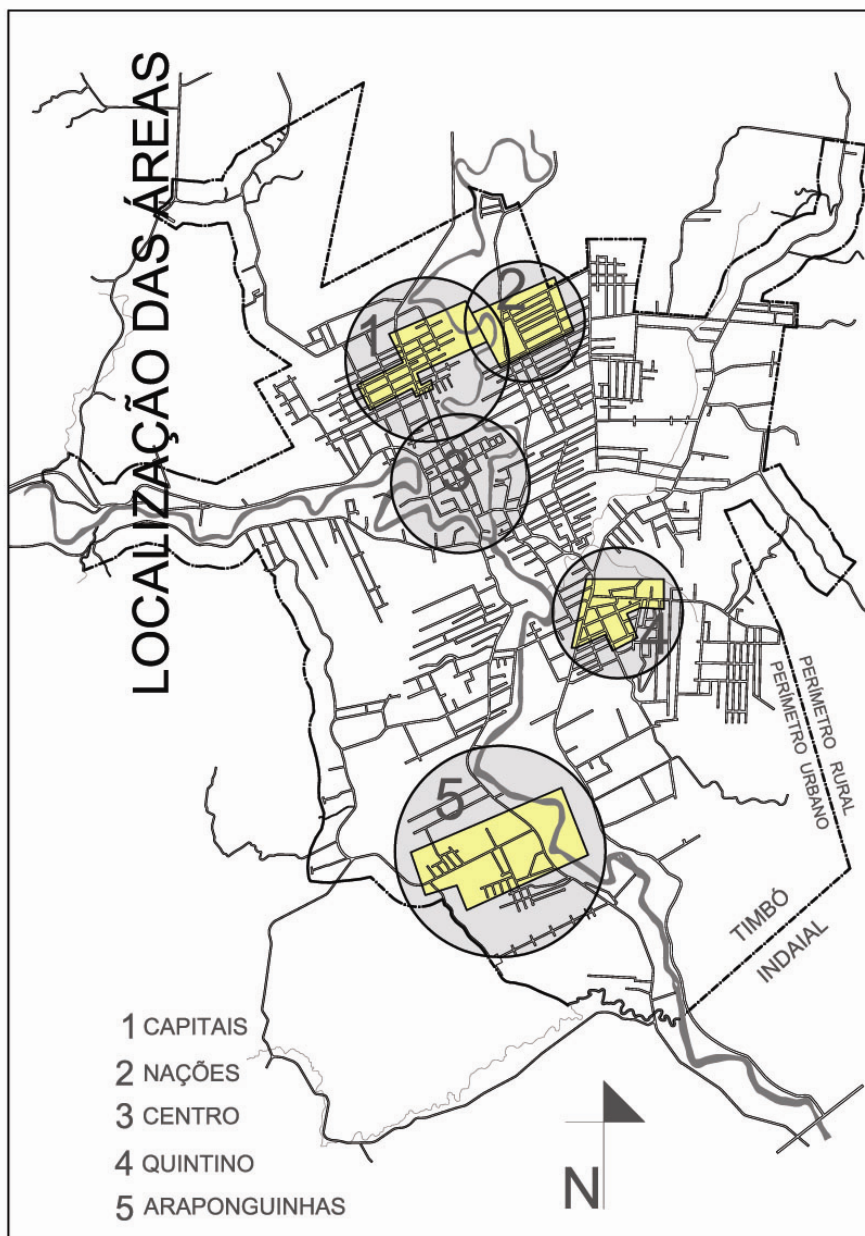 LOCALIZAÇÃO DAS ÁREAS
1
2
3
4
5
PERÍMETRO RURAL
PERÍMETRO URBANO
TIMBÓ
INDAIAL
1 CAPITAIS
2 NAÇÕES
3 CENTRO
4 QUINTINO
5 ARAPONGUINHAS
N